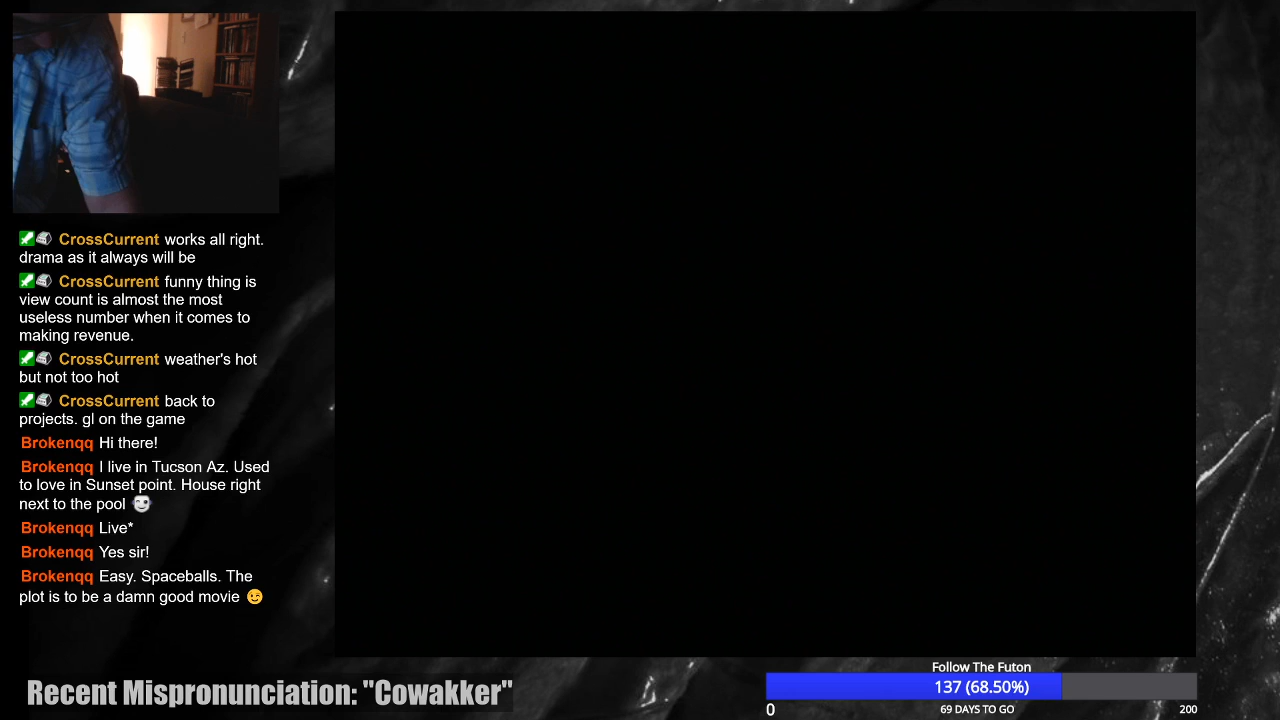 CrossCurrent works all right.
drama as it always will be
CrossCurrent funny thing is
view count is almost the most
useless number when it comes to
making revenue.
CrossCurrent weather's hot
but not too hot
CrossCurrent back to
projects. gl on the game
Brokenqq Hi there!
Brokenqq I live in Tucson Az. Used
to love in Sunset point. House right
next to the pool
Brokenqq Live*
Brokenqq Yes sir!
Brokenqq Easy. Spaceballs. The
plot is to be a damn good movie 😉
Recent Mispronunciation: "Cowakker"
Follow The Futon
137 (68.50%)
0 69 DAYS TO GO 200